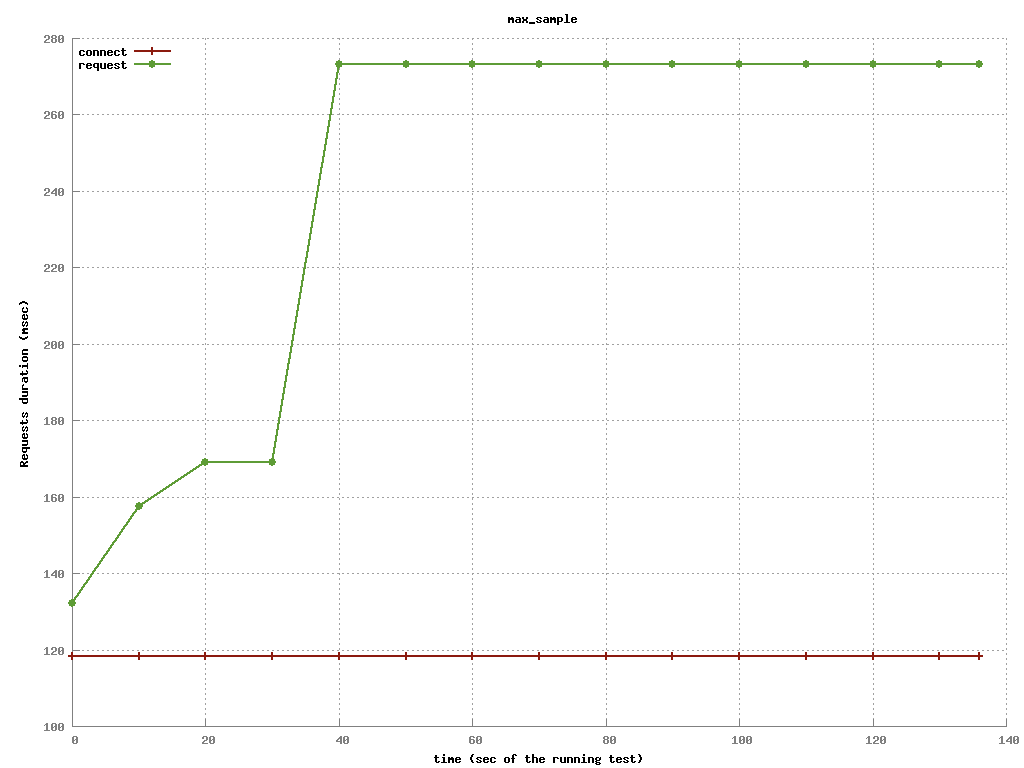 max_sample
connect
request
280
260
240
220
200
180
160
140
120
100
Requests duration (msec)
0 20 40 60 80 100 120 140
time (sec of the running test)